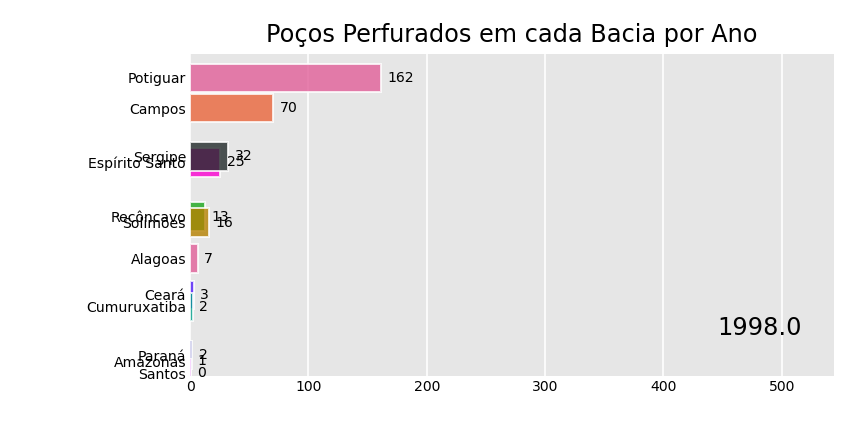 Poços Perfurados em cada Bacia por Ano
Potiguar 162
Campos 70
Sergipe 32
Espírito Santo 25
Recôncavo 13
Solimões 16
Alagoas 7
Ceará 3
Cumuruxatiba 2
1998.0
Paraná 2
Amazonas 1
Santos 0
0 100 200 300 400 500